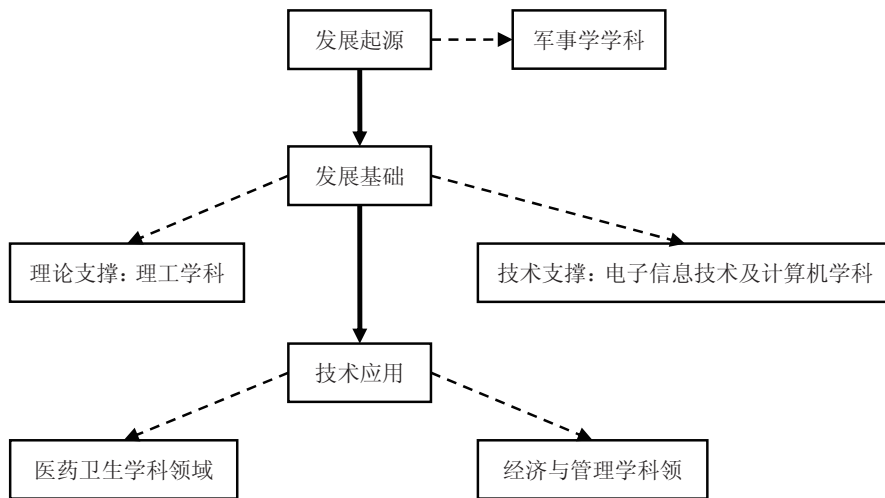 发展起源
军事学学科
发展基础
理论支撑：理工学科
技术支撑：电子信息技术及计算机学科
技术应用
医药卫生学科领域
经济与管理学科领